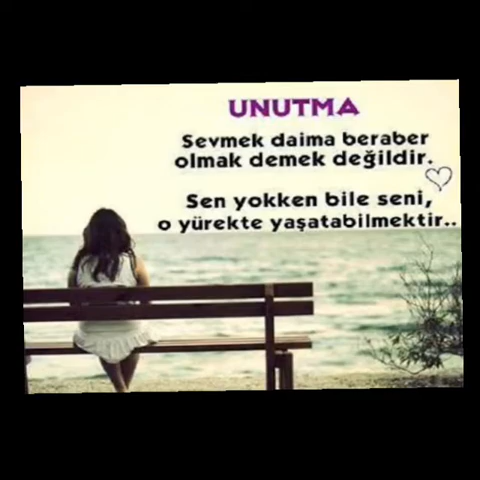 UNUTMA
Sevmek daima beraber
olmak demek değildir.
Sen yokken bile seni,
o yürekte yaşatabilmektir..